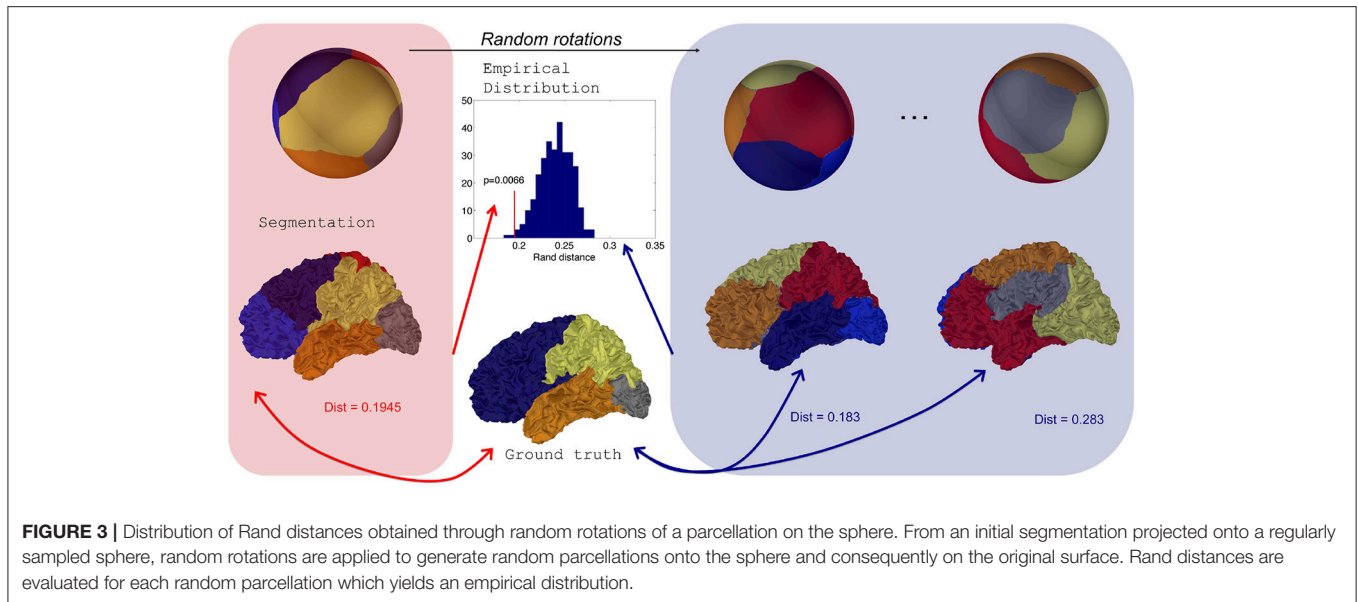 Random rotations
Empirical
Distribution
50
40
30
20
10
0
p=0.0066
0.2
0.25
0.3
0.35
Rand distance
...
Segmentation
Dist = 0.1945
Ground truth
Dist = 0.183
Dist = 0.283
FIGURE 3 | Distribution of Rand distances obtained through random rotations of a parcellation on the sphere. From an initial segmentation projected onto a regularly
sampled sphere, random rotations are applied to generate random parcellations onto the sphere and consequently on the original surface. Rand distances are
evaluated for each random parcellation which yields an empirical distribution.